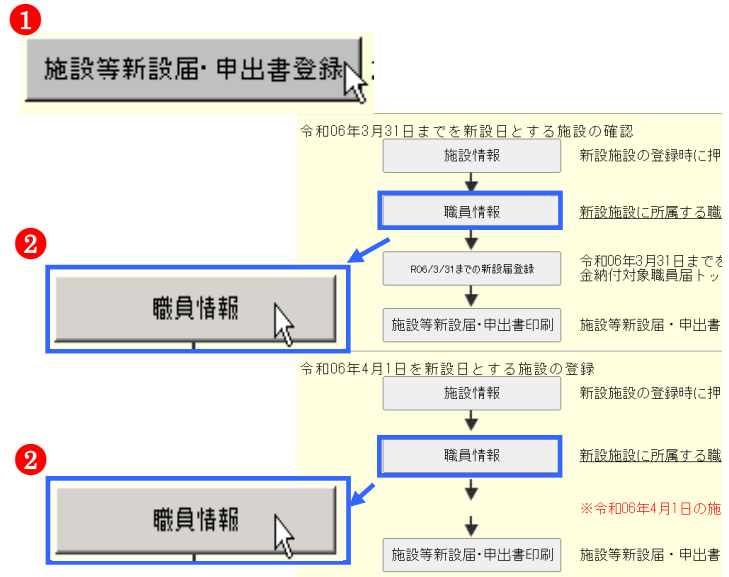 1
施設等新設届・申出書登録
令和06年3月31日までを新設日とする施設の確認
施設情報
新設施設の登録時に押
職員情報
新設施設に所属する職
2
職員情報
R06/3/31までの新設届登録
令和06年3月31日までを
金納付対象職員届トッ
施設等新設届・申出書印刷
施設等新設届・申出書
令和06年4月1日を新設日とする施設の登録
施設情報
新設施設の登録時に押
職員情報
新設施設に所属する職
2
職員情報
※令和06年4月1日の施
施設等新設届・申出書印刷
施設等新設届・申出書